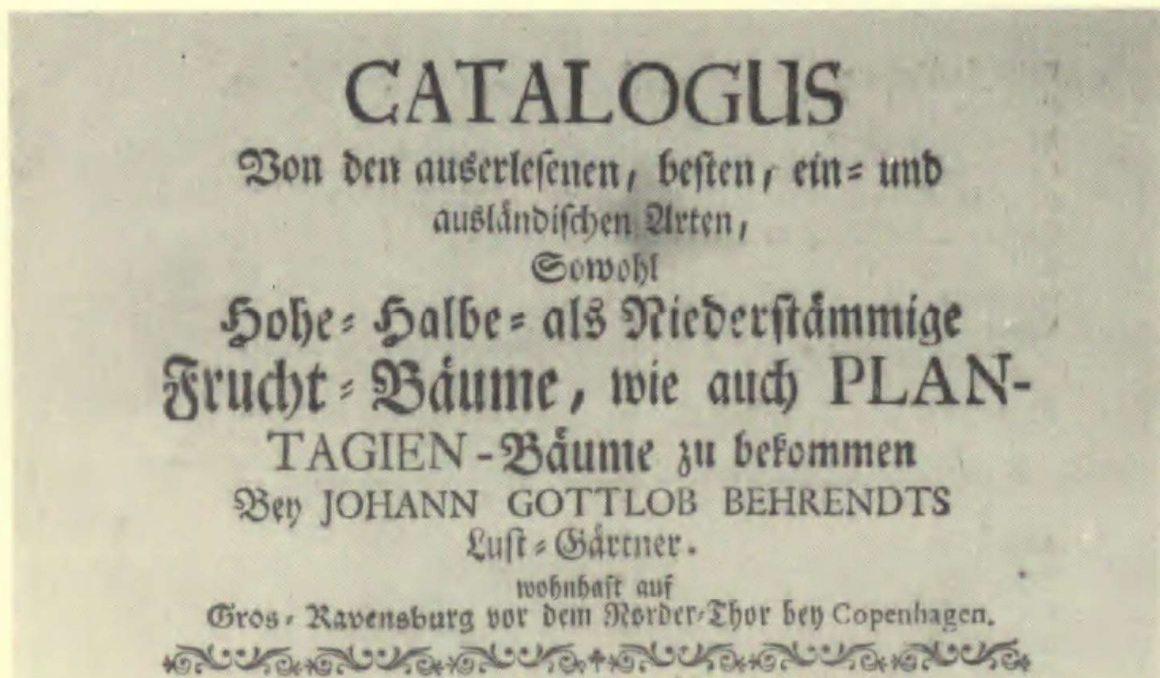 CATALOGUS
Von den auserlesenen, besten, ein- und
ausländischen Arten,
Sowohl
Hohe- Halbe- als Niederstämmige
Frucht-Bäume, wie auch PLAN-
TAGIEN-Bäume zu bekommen
Bey JOHANN GOTTLOB BEHRENDTS
Lust-Gärtner.
wohnhaft auf
Gros-Ravensburg vor dem Norder-Thor bey Copenhagen.